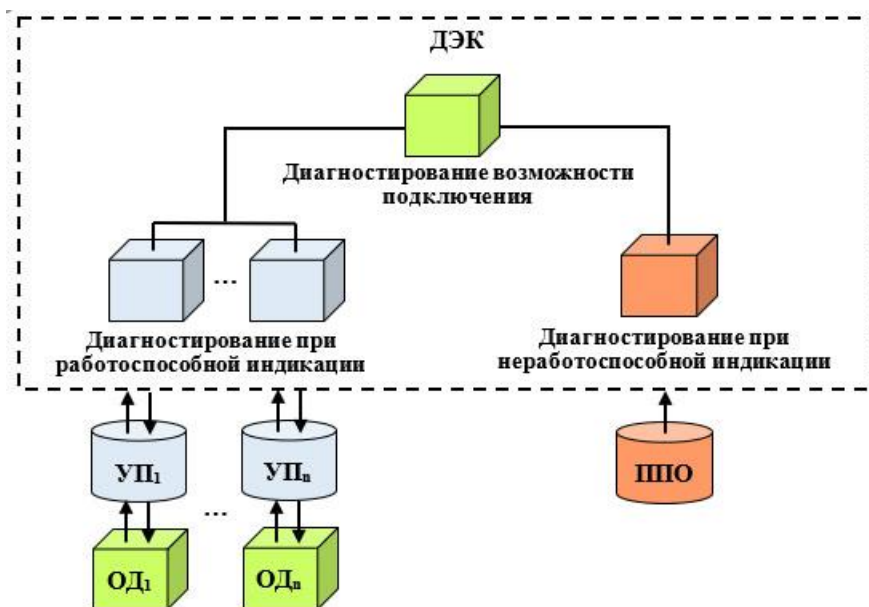 ДЭК
Диагностирование возможности
подключения
...
Диагностирование при
работоспособной индикации
Диагностирование при
неработоспособной индикации
УП₁
УПₙ
ППО
...
ОД₁
ОДₙ